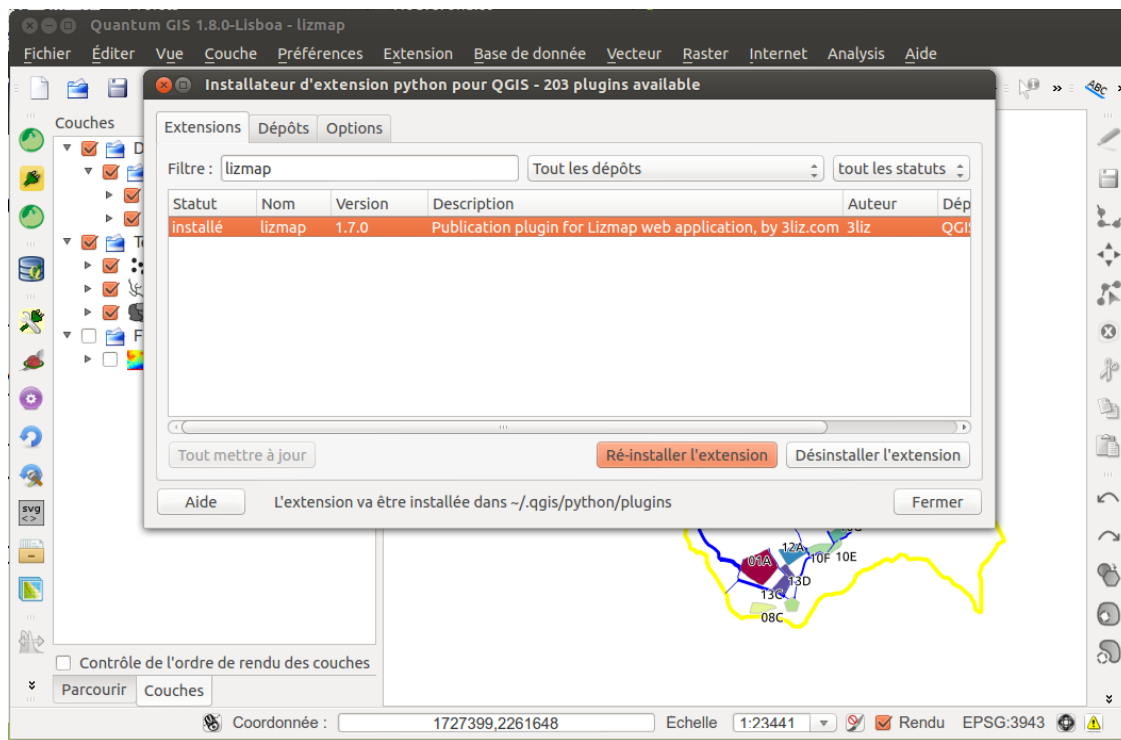 Quantum GIS 1.8.0-Lisboa - lizmap
Fichier Éditer Vue Couche Préférences Extension Base de donnée Vecteur Raster Internet Analysis Aide
Installateur d'extension python pour QGIS - 203 plugins available
ABC
Couches
Extensions Dépôts Options
Filtre : lizmap Tout les dépôts tout les statuts
Statut Nom Version Description Auteur Dép
installé lizmap 1.7.0 Publication plugin for Lizmap web application, by 3liz.com 3liz QGIS
D
T
F
Tout mettre à jour Ré-installer l'extension Désinstaller l'extension
Aide L'extension va être installée dans ~/.qgis/python/plugins Fermer
svg
<>
12A
01A 10F 10E
13D
13C
08C
Contrôle de l'ordre de rendu des couches
Parcourir Couches
Coordonnée : 1727399,2261648 Echelle 1:23441 Rendu EPSG:3943